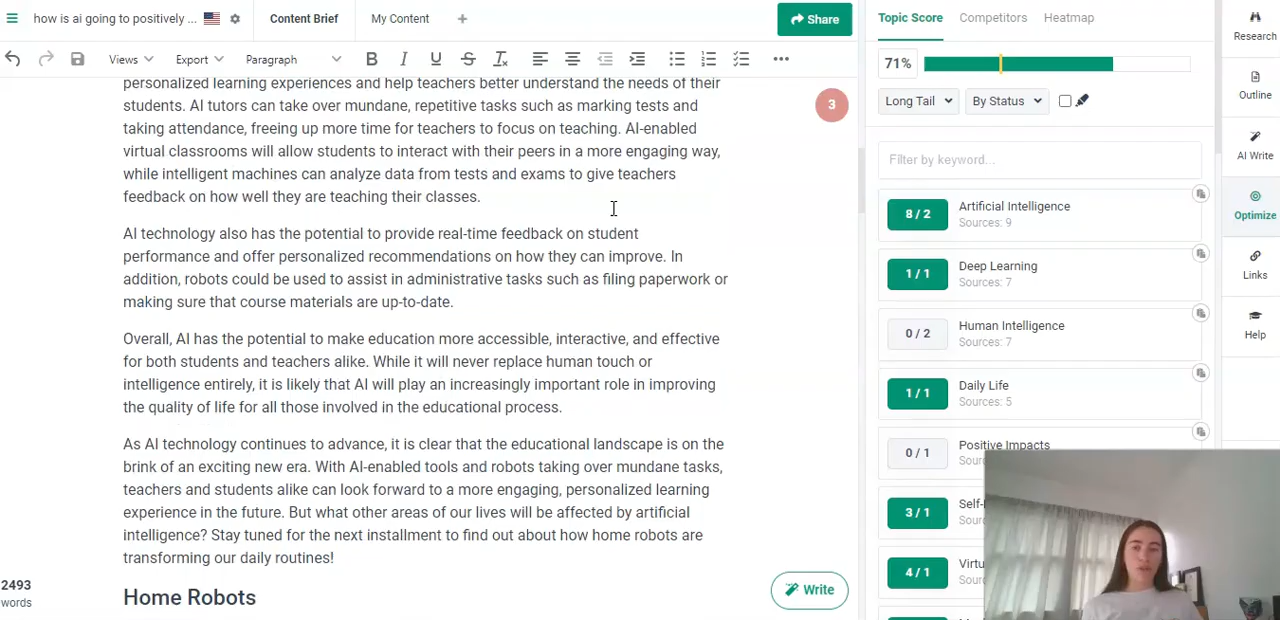 how is ai going to positively ...
Content Brief
My Content
Share
Views
Export
Paragraph
personalized learning experiences and help teachers better understand the needs of their
students. AI tutors can take over mundane, repetitive tasks such as marking tests and
taking attendance, freeing up more time for teachers to focus on teaching. AI-enabled
virtual classrooms will allow students to interact with their peers in a more engaging way,
while intelligent machines can analyze data from tests and exams to give teachers
feedback on how well they are teaching their classes.
AI technology also has the potential to provide real-time feedback on student
performance and offer personalized recommendations on how they can improve. In
addition, robots could be used to assist in administrative tasks such as filing paperwork or
making sure that course materials are up-to-date.
Overall, AI has the potential to make education more accessible, interactive, and effective
for both students and teachers alike. While it will never replace human touch or
intelligence entirely, it is likely that AI will play an increasingly important role in improving
the quality of life for all those involved in the educational process.
As AI technology continues to advance, it is clear that the educational landscape is on the
brink of an exciting new era. With AI-enabled tools and robots taking over mundane tasks,
teachers and students alike can look forward to a more engaging, personalized learning
experience in the future. But what other areas of our lives will be affected by artificial
intelligence? Stay tuned for the next installment to find out about how home robots are
transforming our daily routines!
Home Robots
3
2493
words
Write
Topic Score
Competitors
Heatmap
71%
Long Tail
By Status
Filter by keyword...
8 / 2
Artificial Intelligence
Sources: 9
1 / 1
Deep Learning
Sources: 7
0 / 2
Human Intelligence
Sources: 7
1 / 1
Daily Life
Sources: 5
0 / 1
Positive Impacts
3 / 1
Self-
4 / 1
Research
Outline
AI Write
Optimize
Links
Help